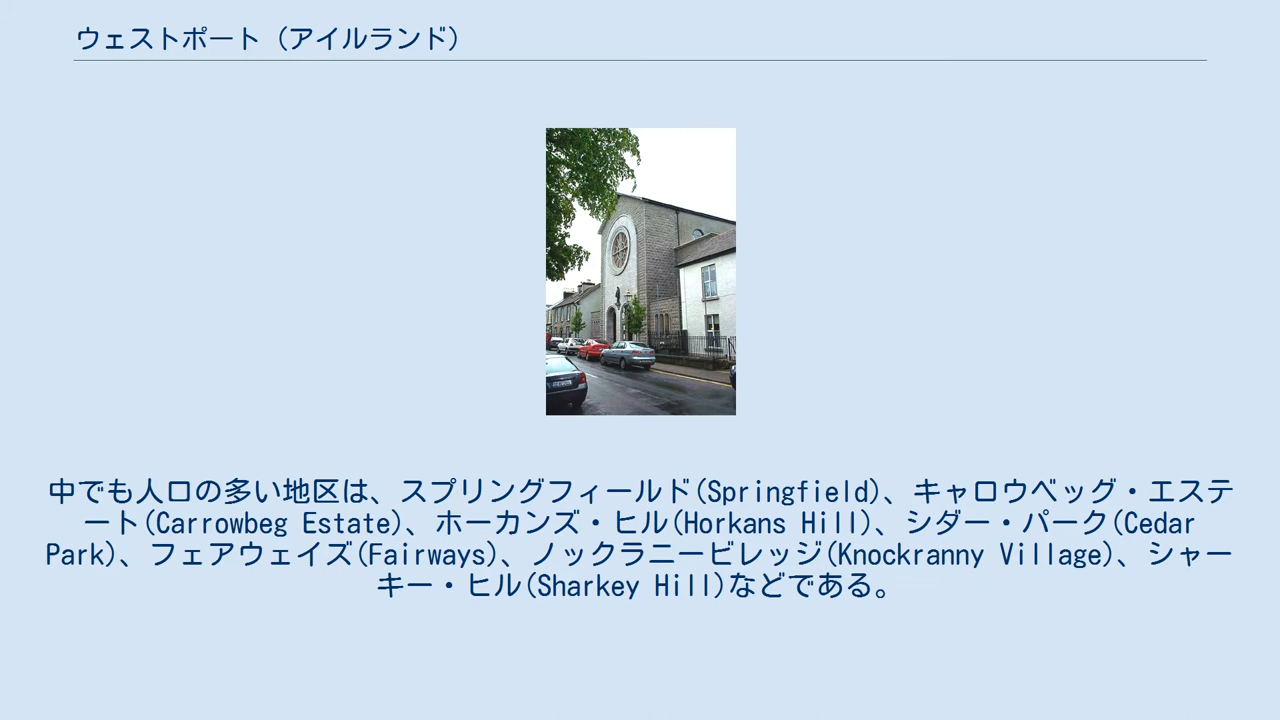 ウェストポート（アイルランド）
中でも人口の多い地区は、スプリングフィールド(Springfield)、キャロウベッグ・エステ
ート(Carrowbeg Estate)、ホーカンズ・ヒル(Horkans Hill)、シダー・パーク(Cedar
Park)、フェアウェイズ(Fairways)、ノックラニービレッジ(Knockranny Village)、シャー
キー・ヒル(Sharkey Hill)などである。